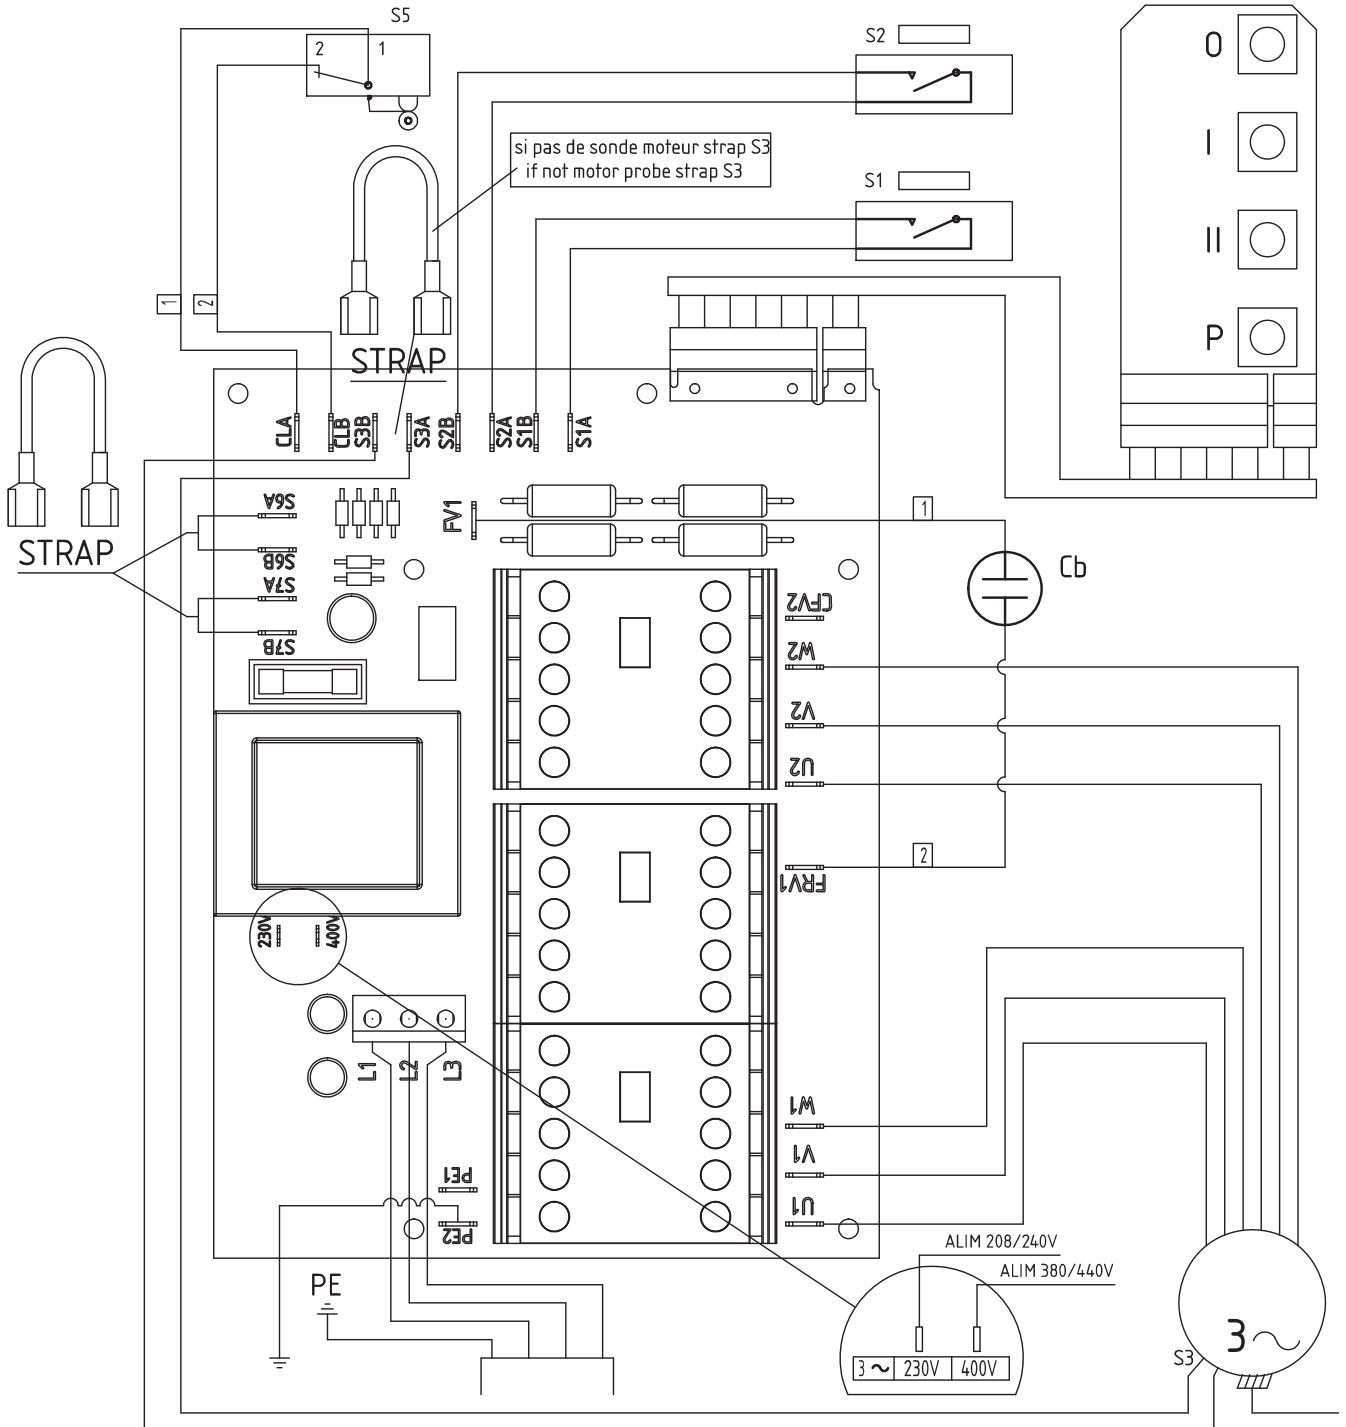 S5
2 1
S2
O
I
II
P
si pas de sonde moteur strap S3
if not motor probe strap S3
S1
1
2
STRAP
CLA
CLB
S3B
S3A
S2B
S2A
S1B
S1A
S6A
S6B
S7A
S7B
STRAP
FV1
1
Cb
CFV2
W2
V2
U2
2
FRV1
230V
400V
L1
L2
L3
W1
V1
U1
PE1
PE2
PE
ALIM 208/240V
ALIM 380/440V
3 ~ 230V 400V
3 ~
S3